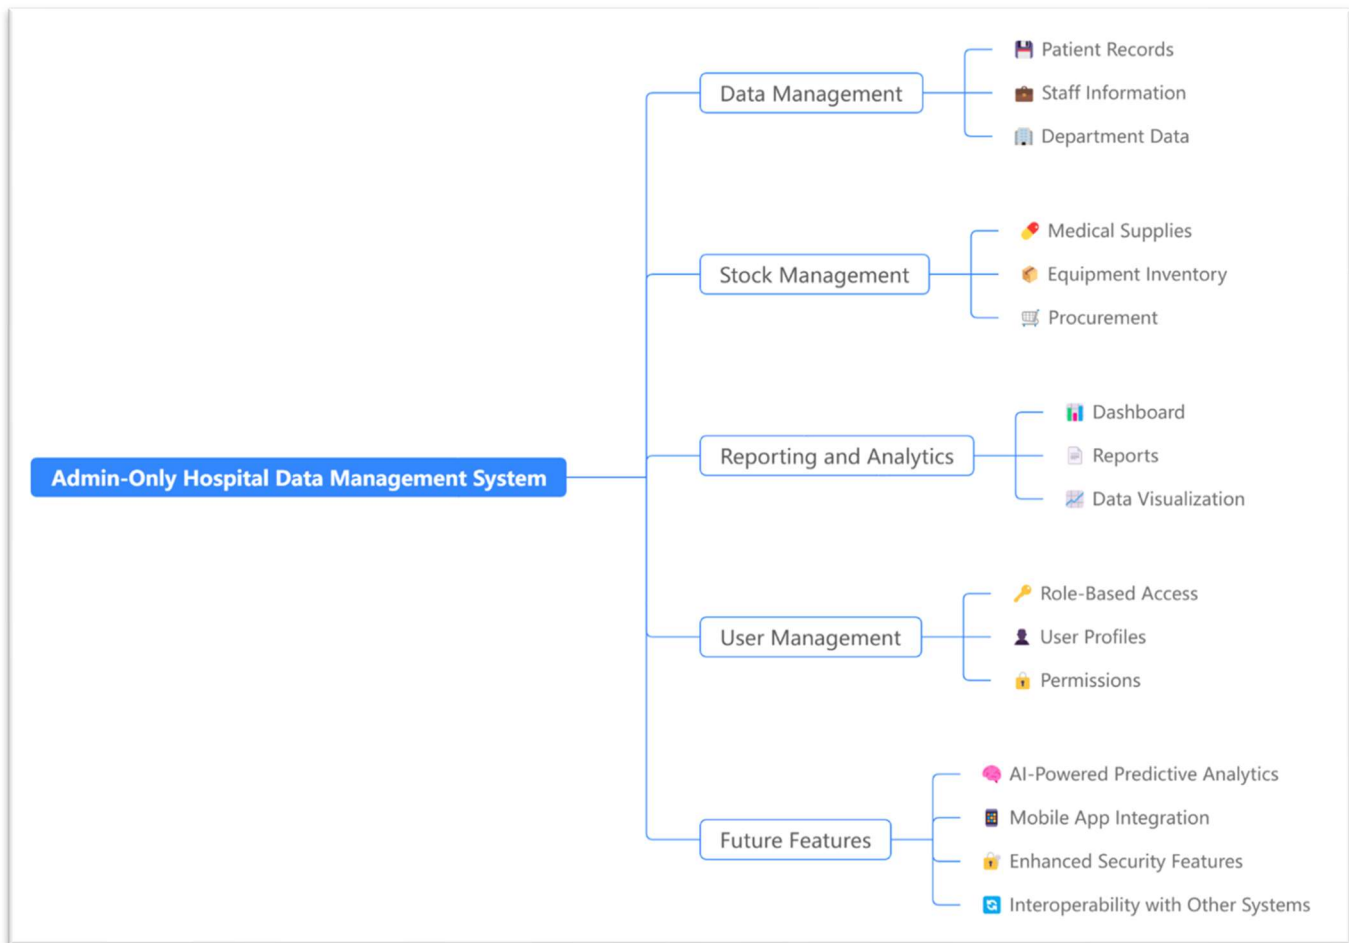 Admin-Only Hospital Data Management System
Data Management
Patient Records
Staff Information
Department Data
Stock Management
Medical Supplies
Equipment Inventory
Procurement
Reporting and Analytics
Dashboard
Reports
Data Visualization
User Management
Role-Based Access
User Profiles
Permissions
Future Features
AI-Powered Predictive Analytics
Mobile App Integration
Enhanced Security Features
Interoperability with Other Systems